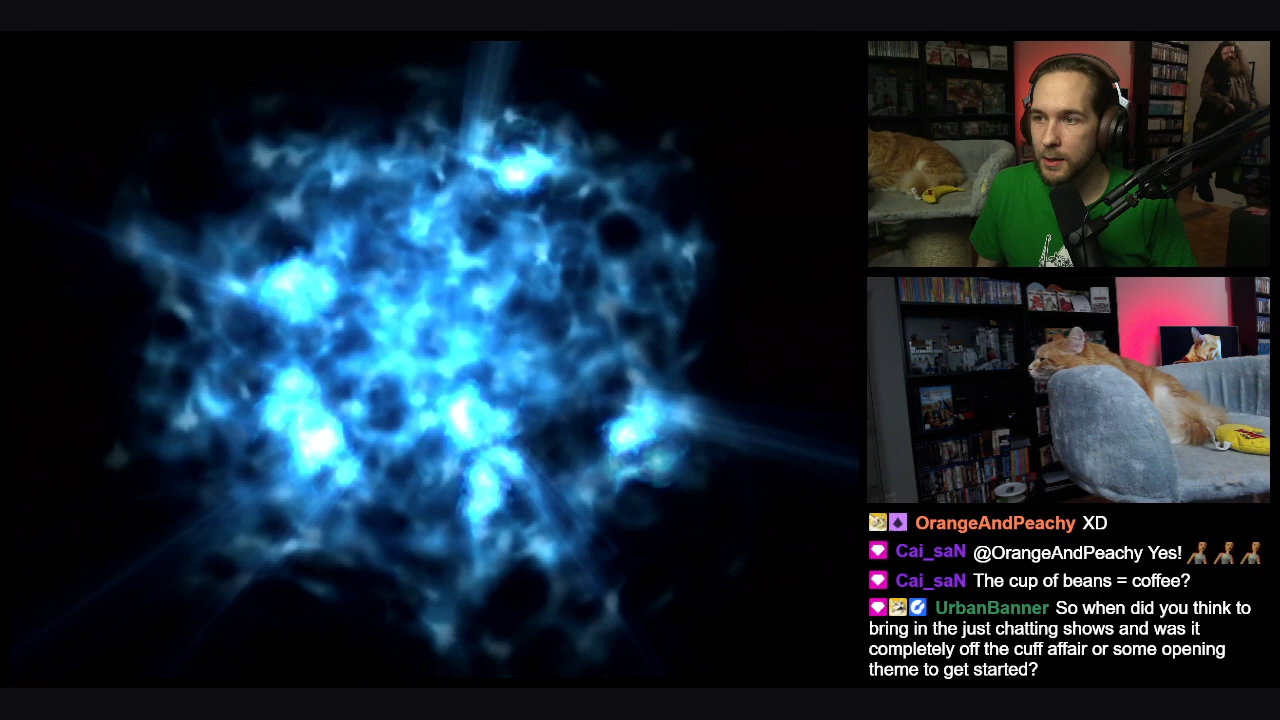 OrangeAndPeachy XD
Cai_saN @OrangeAndPeachy Yes!
Cai_saN The cup of beans = coffee?
UrbanBanner So when did you think to
bring in the just chatting shows and was it
completely off the cuff affair or some opening
theme to get started?